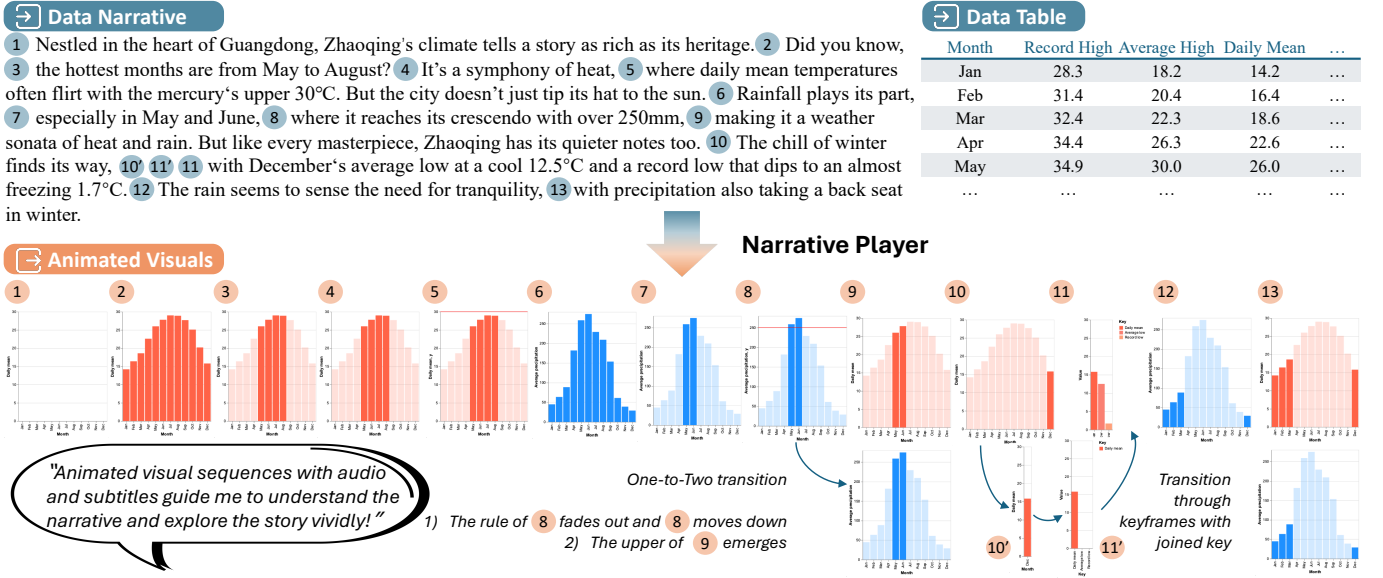 Data Narrative
1 Nestled in the heart of Guangdong, Zhaoqing's climate tells a story as rich as its heritage. 2 Did you know,
3 the hottest months are from May to August? 4 It's a symphony of heat, 5 where daily mean temperatures
often flirt with the mercury‘s upper 30°C. But the city doesn’t just tip its hat to the sun. 6 Rainfall plays its part,
7 especially in May and June, 8 where it reaches its crescendo with over 250mm, 9 making it a weather
sonata of heat and rain. But like every masterpiece, Zhaoqing has its quieter notes too. 10 The chill of winter
finds its way, 10' 11' 11 with December‘s average low at a cool 12.5°C and a record low that dips to an almost
freezing 1.7°C. 12 The rain seems to sense the need for tranquility, 13 with precipitation also taking a back seat
in winter.
Data Table
Month Record High Average High Daily Mean ...
Jan 28.3 18.2 14.2 ...
Feb 31.4 20.4 16.4 ...
Mar 32.4 22.3 18.6 ...
Apr 34.4 26.3 22.6 ...
May 34.9 30.0 26.0 ...
... ... ... ... ...
Narrative Player
Animated Visuals
1 2 3 4 5 6 7 8 9 10 11 12 13
"Animated visual sequences with audio
and subtitles guide me to understand the
narrative and explore the story vividly!"
One-to-Two transition
1) The rule of 8 fades out and 8 moves down
2) The upper of 9 emerges
10' 11'
Transition
through
keyframes with
joined key